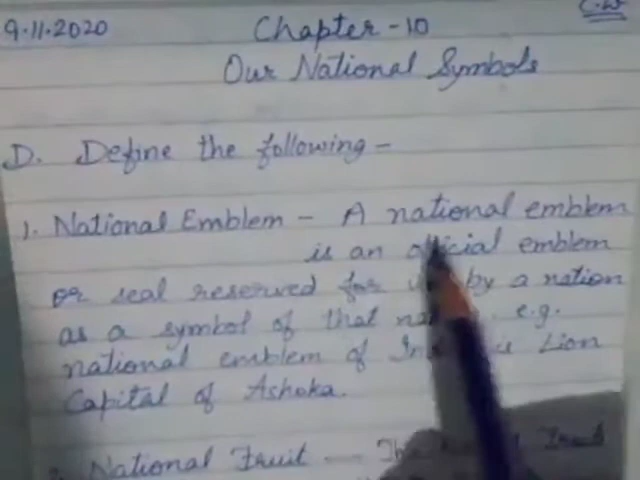 9.11.2020 Chapter-10 C.W
Our National Symbols
D. Define the following -
1. National Emblem - A national emblem
is an official emblem
or seal reserved for by a nation
as a symbol of that e.g.
national emblem of Lion
Capital of Ashoka.
National Fruit - The